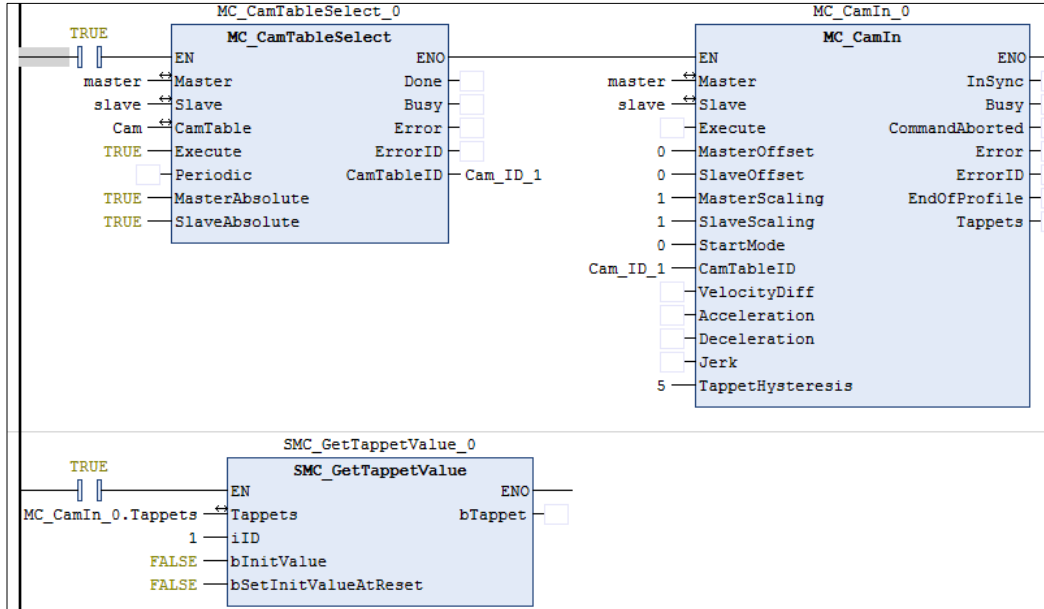 MC_CamTableSelect_0 MC_CamIn_0
TRUE MC_CamTableSelect MC_CamIn
EN ENO EN ENO
master Master Done master Master InSync
slave Slave Busy slave Slave Busy
Cam CamTable Error Execute CommandAborted
TRUE Execute ErrorID 0 MasterOffset Error
Periodic CamTableID Cam_ID_1 0 SlaveOffset ErrorID
TRUE MasterAbsolute 1 MasterScaling EndOfProfile
TRUE SlaveAbsolute 1 SlaveScaling Tappets
0 StartMode
Cam_ID_1 CamTableID
VelocityDiff
Acceleration
Deceleration
Jerk
5 TappetHysteresis
SMC_GetTappetValue_0
TRUE SMC_GetTappetValue
EN ENO
MC_CamIn_0.Tappets Tappets bTappet
1 iID
FALSE bInitValue
FALSE bSetInitValueAtReset